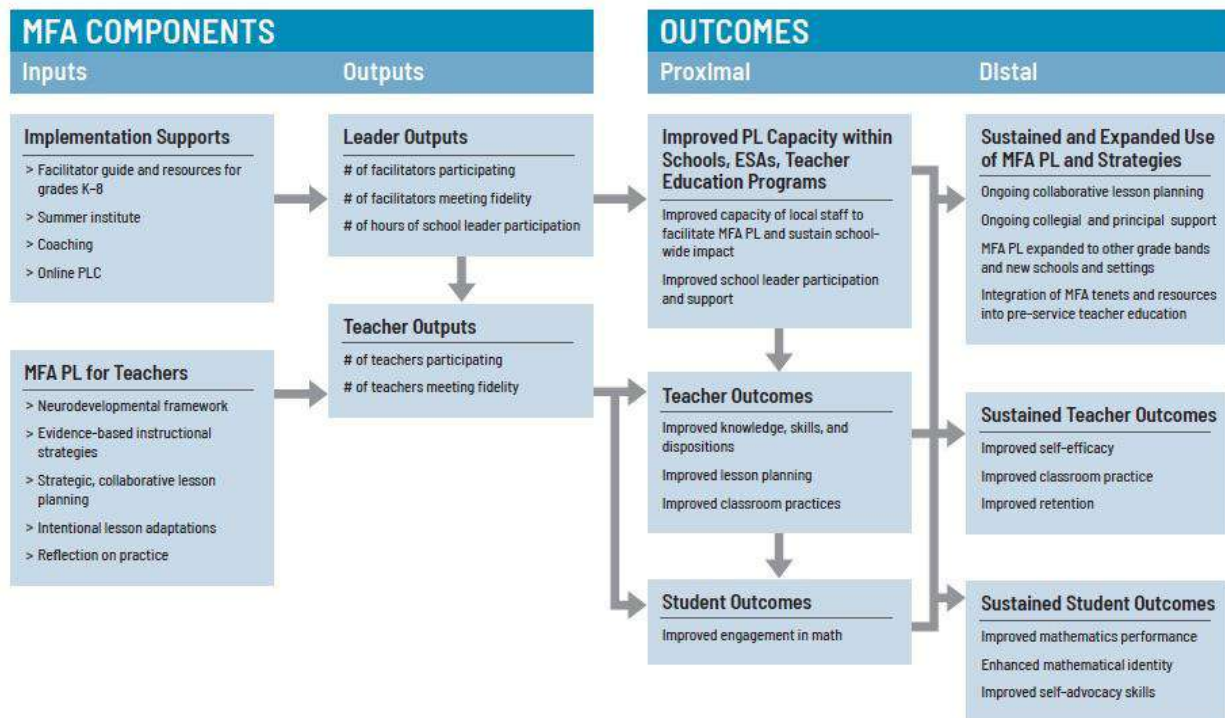 MFA COMPONENTS
Inputs
Outputs
Implementation Supports
> Facilitator guide and resources for
grades K–8
> Summer institute
> Coaching
> Online PLC
MFA PL for Teachers
> Neurodevelopmental framework
> Evidence-based instructional
strategies
> Strategic, collaborative lesson
planning
> Intentional lesson adaptations
> Reflection on practice
Leader Outputs
# of facilitators participating
# of facilitators meeting fidelity
# of hours of school leader participation
Teacher Outputs
# of teachers participating
# of teachers meeting fidelity
OUTCOMES
Proximal
Distal
Improved PL Capacity within
Schools, ESAs, Teacher
Education Programs
Improved capacity of local staff to
facilitate MFA PL and sustain school-
wide impact
Improved school leader participation
and support
Teacher Outcomes
Improved knowledge, skills, and
dispositions
Improved lesson planning
Improved classroom practices
Student Outcomes
Improved engagement in math
Sustained and Expanded Use
of MFA PL and Strategies
Ongoing collaborative lesson planning
Ongoing collegial and principal support
MFA PL expanded to other grade bands
and new schools and settings
Integration of MFA tenets and resources
into pre-service teacher education
Sustained Teacher Outcomes
Improved self-efficacy
Improved classroom practice
Improved retention
Sustained Student Outcomes
Improved mathematics performance
Enhanced mathematical identity
Improved self-advocacy skills